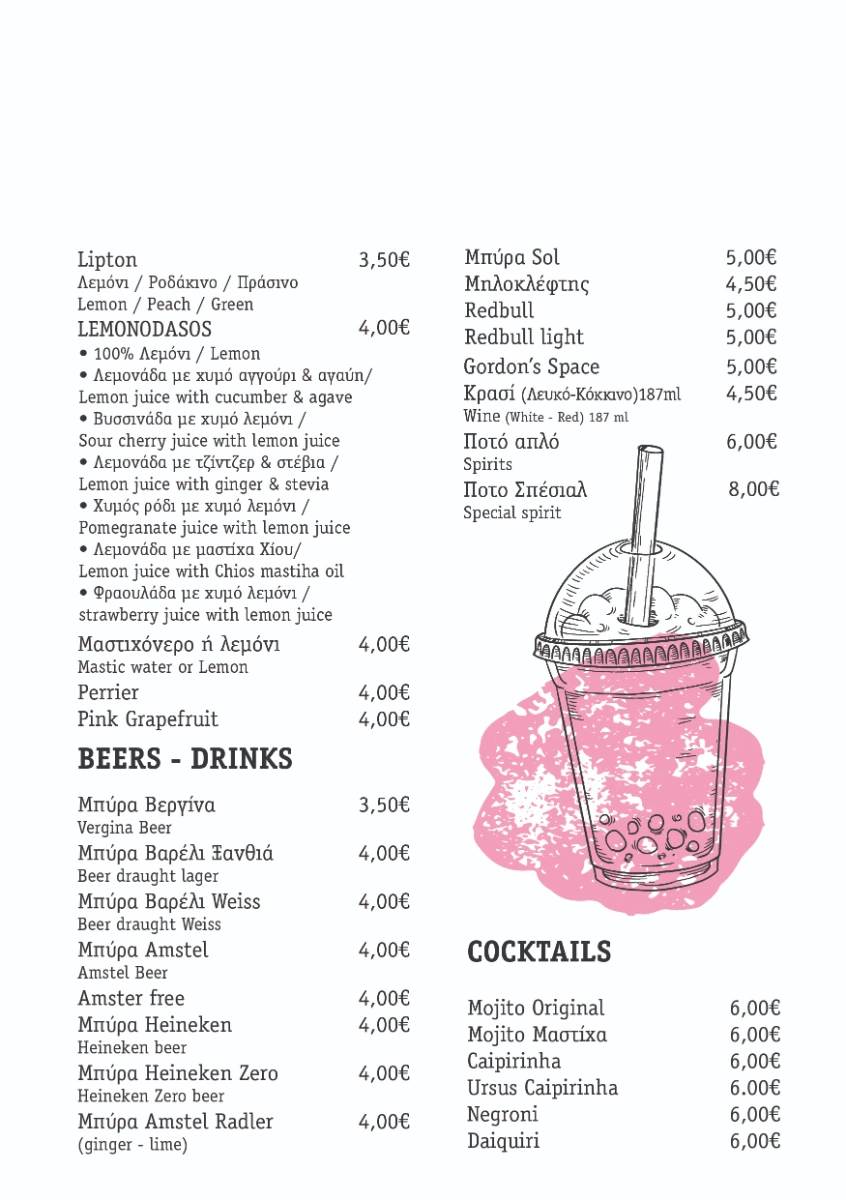 Lipton 3,50€
Λεμόνι / Ροδάκινο / Πράσινο
Lemon / Peach / Green
LEMONODASOS 4,00€
• 100% Λεμόνι / Lemon
• Λεμονάδα με χυμό αγγούρι & αγαύη/
Lemon juice with cucumber & agave
• Βυσσινάδα με χυμό λεμόνι /
Sour cherry juice with lemon juice
• Λεμονάδα με τζίντζερ & στέβια /
Lemon juice with ginger & stevia
• Χυμός ρόδι με χυμό λεμόνι /
Pomegranate juice with lemon juice
• Λεμονάδα με μαστίχα Χίου/
Lemon juice with Chios mastiha oil
• Φραουλάδα με χυμό λεμόνι /
strawberry juice with lemon juice
Μαστιχόνερο ή λεμόνι 4,00€
Mastic water or Lemon
Perrier 4,00€
Pink Grapefruit 4,00€
BEERS - DRINKS
Μπύρα Βεργίνα 3,50€
Vergina Beer
Μπύρα Βαρέλι Ξανθιά 4,00€
Beer draught lager
Μπύρα Βαρέλι Weiss 4,00€
Beer draught Weiss
Μπύρα Amstel 4,00€
Amstel Beer
Amster free 4,00€
Μπύρα Heineken 4,00€
Heineken beer
Μπύρα Heineken Zero 4,00€
Heineken Zero beer
Μπύρα Amstel Radler 4,00€
(ginger - lime)
Μπύρα Sol 5,00€
Μηλοκλέφτης 4,50€
Redbull 5,00€
Redbull light 5,00€
Gordon’s Space 5,00€
Κρασί (Λευκό-Κόκκινο)187ml 4,50€
Wine (White - Red) 187 ml
Ποτό απλό 6,00€
Spirits
Ποτο Σπέσιαλ 8,00€
Special spirit
COCKTAILS
Mojito Original 6,00€
Mojito Μαστίχα 6,00€
Caipirinha 6,00€
Ursus Caipirinha 6.00€
Negroni 6,00€
Daiquiri 6,00€